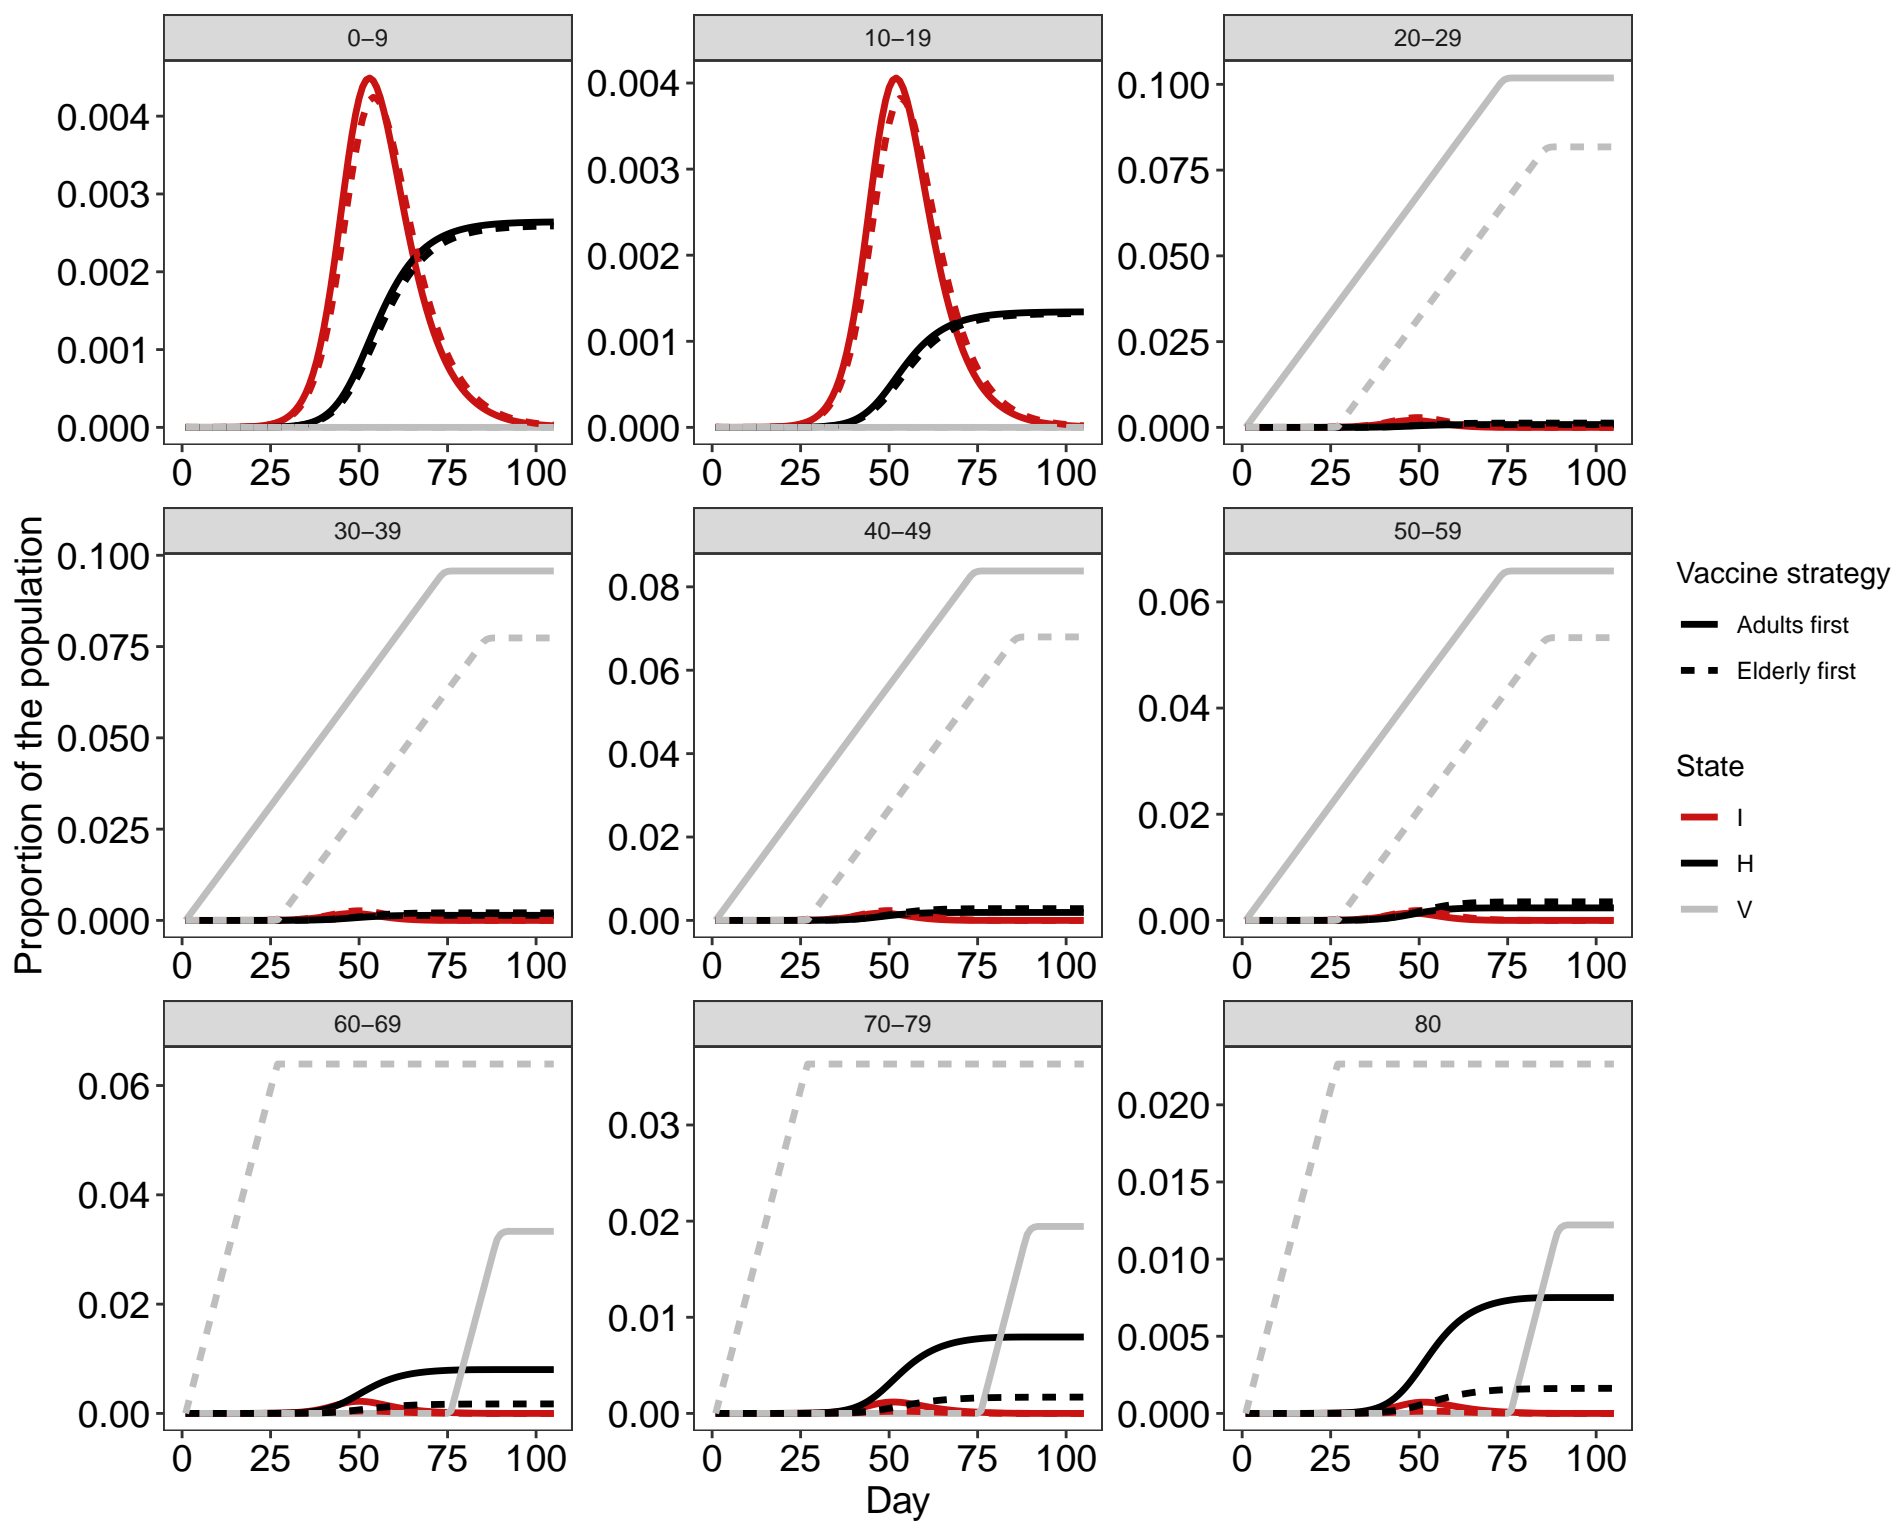 0–9
10–19
20–29
0.004
0.003
0.002
0.001
0.000
0.004
0.003
0.002
0.001
0.000
0.100
0.075
0.050
0.025
0.000
0 25 50 75 100
0 25 50 75 100
0 25 50 75 100
30–39
40–49
50–59
0.100
0.075
0.050
0.025
0.000
0.08
0.06
0.04
0.02
0.00
0.06
0.04
0.02
0.00
0 25 50 75 100
0 25 50 75 100
0 25 50 75 100
60–69
70–79
80
0.06
0.04
0.02
0.00
0.03
0.02
0.01
0.00
0.020
0.015
0.010
0.005
0.000
0 25 50 75 100
0 25 50 75 100
0 25 50 75 100
Proportion of the population
Day
Vaccine strategy
Adults first
Elderly first
State
I
H
V